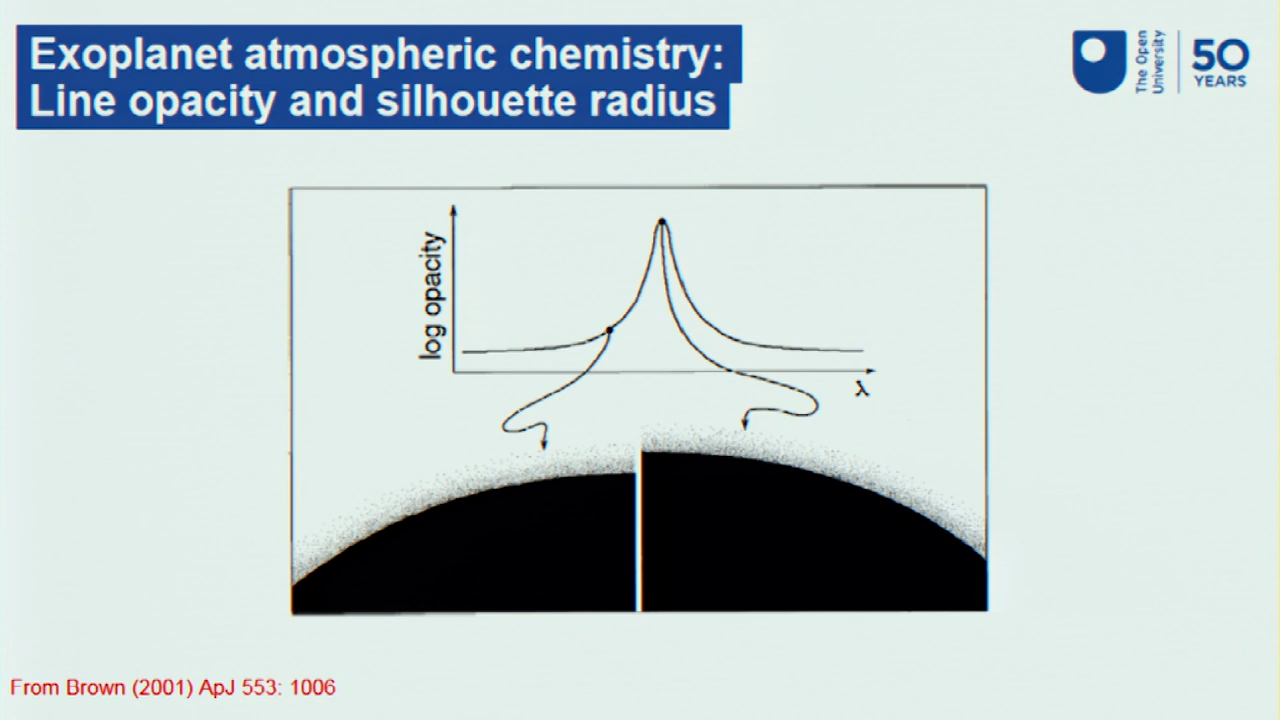 Exoplanet atmospheric chemistry:
Line opacity and silhouette radius
The Open
University
50
YEARS
log opacity
λ
From Brown (2001) ApJ 553: 1006